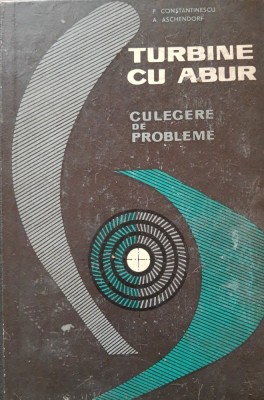 P. CONSTANTINESCU
A. ASCHENDORF
TURBINE
CU ABUR
CULEGERE
DE
PROBLEME